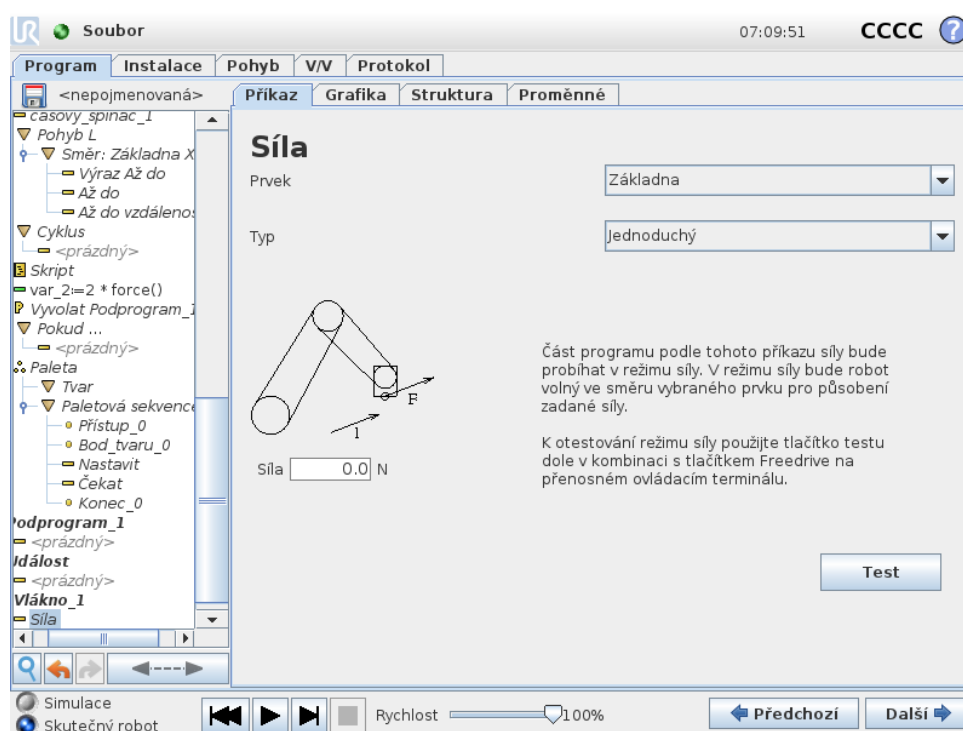 UR Soubor 07:09:51 CCCC ?
Program Instalace Pohyb V/V Protokol
<nepojmenovaná> Příkaz Grafika Struktura Proměnné
časový_spínač_1
Pohyb L
Směr: Základna X
Výraz Až do
Až do
Až do vzdálenos
Cyklus
<prázdný>
Skript
var_2:=2 * force()
P Vyvolat Podprogram_1
Pokud ...
<prázdný>
Paleta
Tvar
Paletová sekvence
Přístup_0
Bod_tvaru_0
Nastavit
Čekat
Konec_0
Podprogram_1
<prázdný>
Událost
<prázdný>
Vlákno_1
Síla
Síla
Prvek Základna
Typ Jednoduchý
F
1
Síla 0.0 N
Část programu podle tohoto příkazu síly bude
probíhat v režimu síly. V režimu síly bude robot
volný ve směru vybraného prvku pro působení
zadané síly.
K otestování režimu síly použijte tlačítko testu
dole v kombinaci s tlačítkem Freedrive na
přenosném ovládacím terminálu.
Test
Simulace
Skutečný robot
Rychlost 100%
Předchozí Další